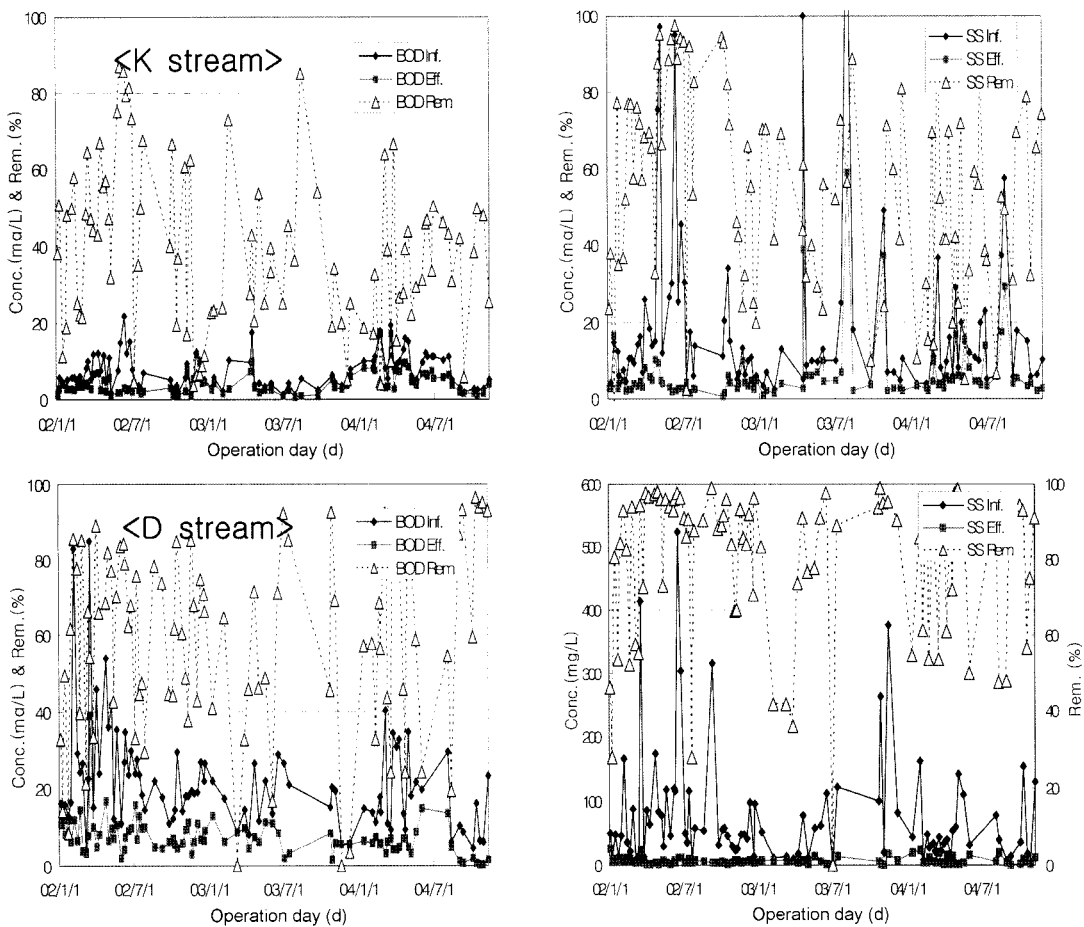 100
80
60
40
20
0
Conc. (mg/L) & Rem. (%)
<K stream>
BOD Inf.
BOD Eff.
BOD Rem
02/1/1 02/7/1 03/1/1 03/7/1 04/1/1 04/7/1
Operation day (d)
100
80
60
40
20
0
Conc. (mg/L) & Rem. (%)
SS Inf.
SS Eff.
SS Rem
02/1/1 02/7/1 03/1/1 03/7/1 04/1/1 04/7/1
Operation day (d)
100
80
60
40
20
0
Conc. (mg/L) & Rem. (%)
<D stream>
BOD Inf.
BOD Eff.
BOD Rem
02/1/1 02/7/1 03/1/1 03/7/1 04/1/1 04/7/1
Operation day (d)
600
500
400
300
200
100
0
Conc. (mg/L)
SS Inf.
SS Eff.
SS Rem
100
80
60
40
20
0
Rem. (%)
02/1/1 02/7/1 03/1/1 03/7/1 04/1/1 04/7/1
Operation day (d)